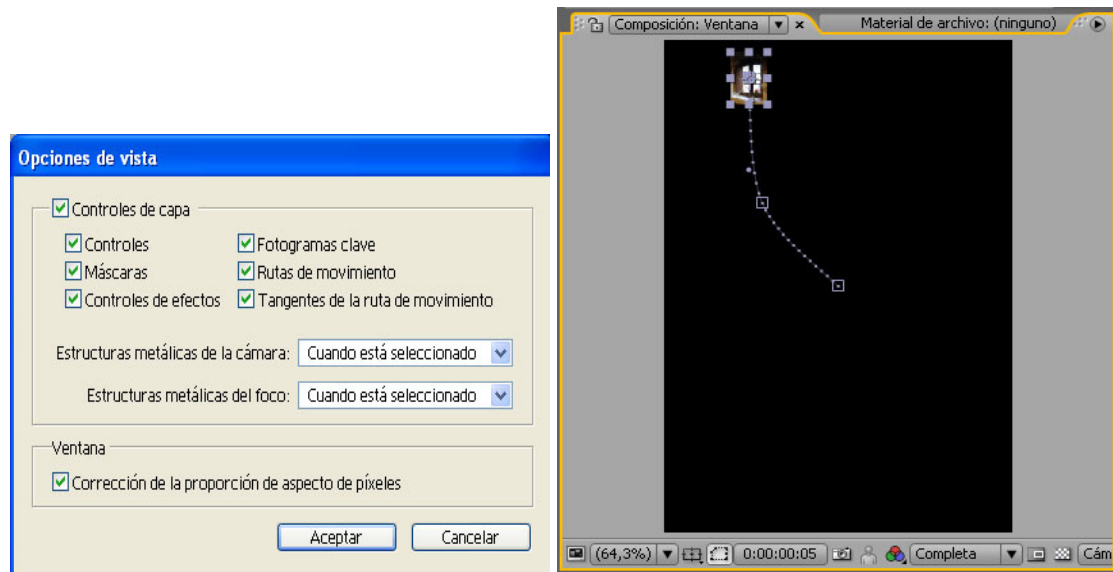 Opciones de vista
Controles de capa
Controles
Fotogramas clave
Máscaras
Rutas de movimiento
Controles de efectos
Tangentes de la ruta de movimiento
Estructuras metálicas de la cámara: Cuando está seleccionado
Estructuras metálicas del foco: Cuando está seleccionado
Ventana
Corrección de la proporción de aspecto de píxeles
Aceptar
Cancelar
Composición: Ventana
Material de archivo: (ninguno)
(64,3%)
0:00:00:05
Completa
Cám